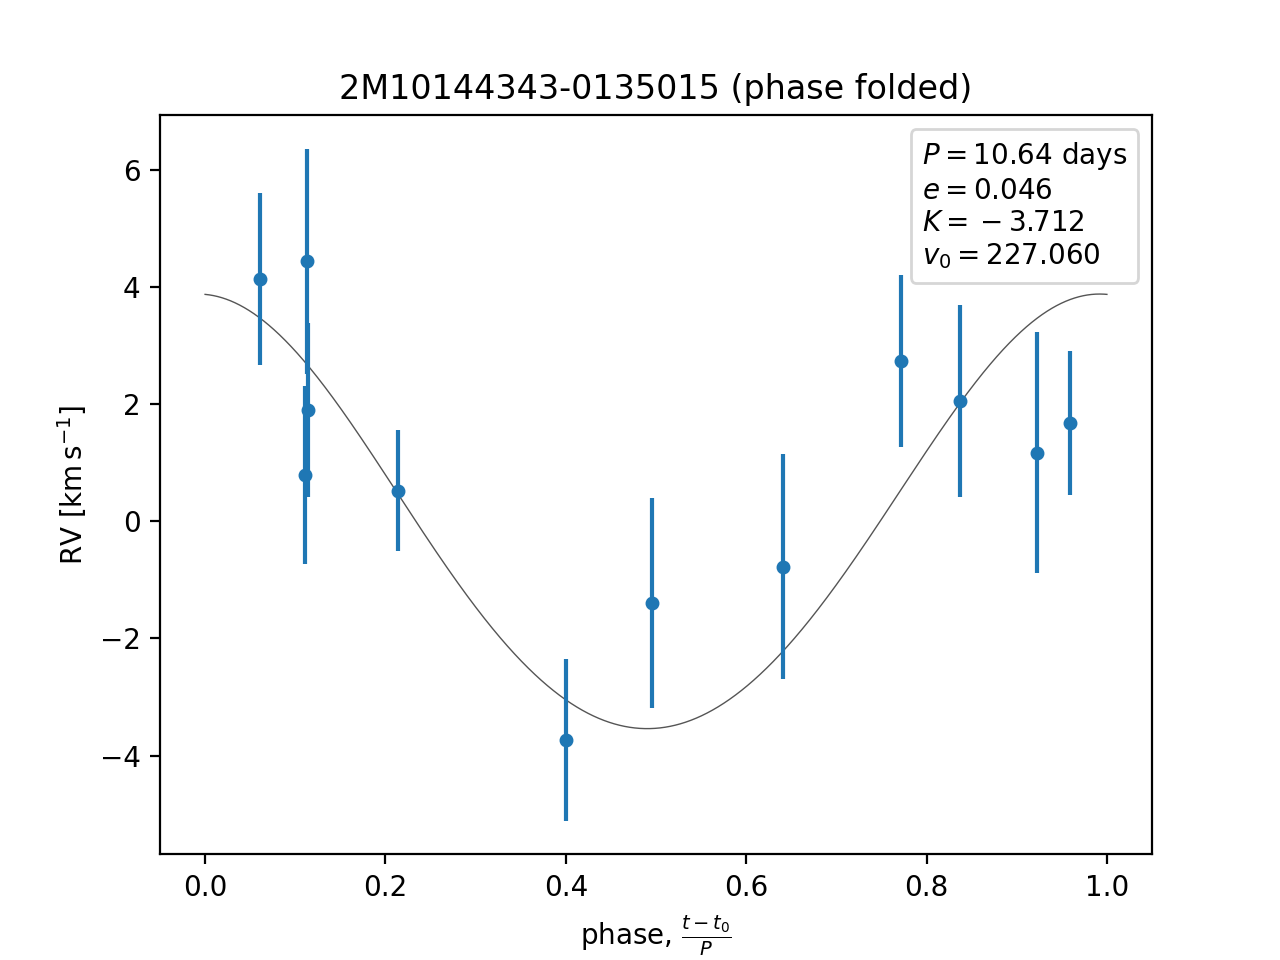 2M10144343-0135015 (phase folded)
P = 10.64 days
e = 0.046
K = −3.712
v₀ = 227.060
RV [km s⁻¹]
6
4
2
0
−2
−4
0.0 0.2 0.4 0.6 0.8 1.0
phase, (t − t₀)/P